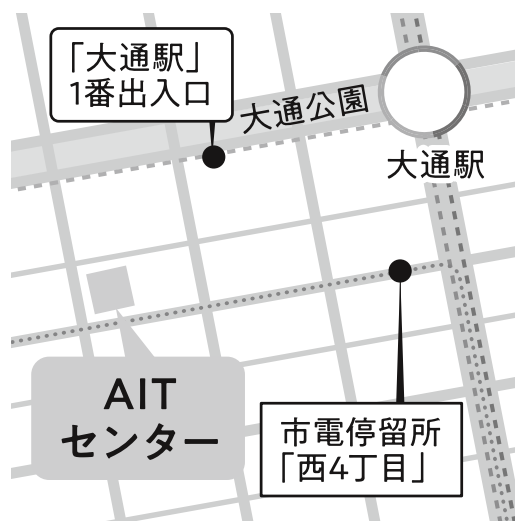 「大通駅」
1番出入口
大通公園
大通駅
AIT
センター
市電停留所
「西4丁目」